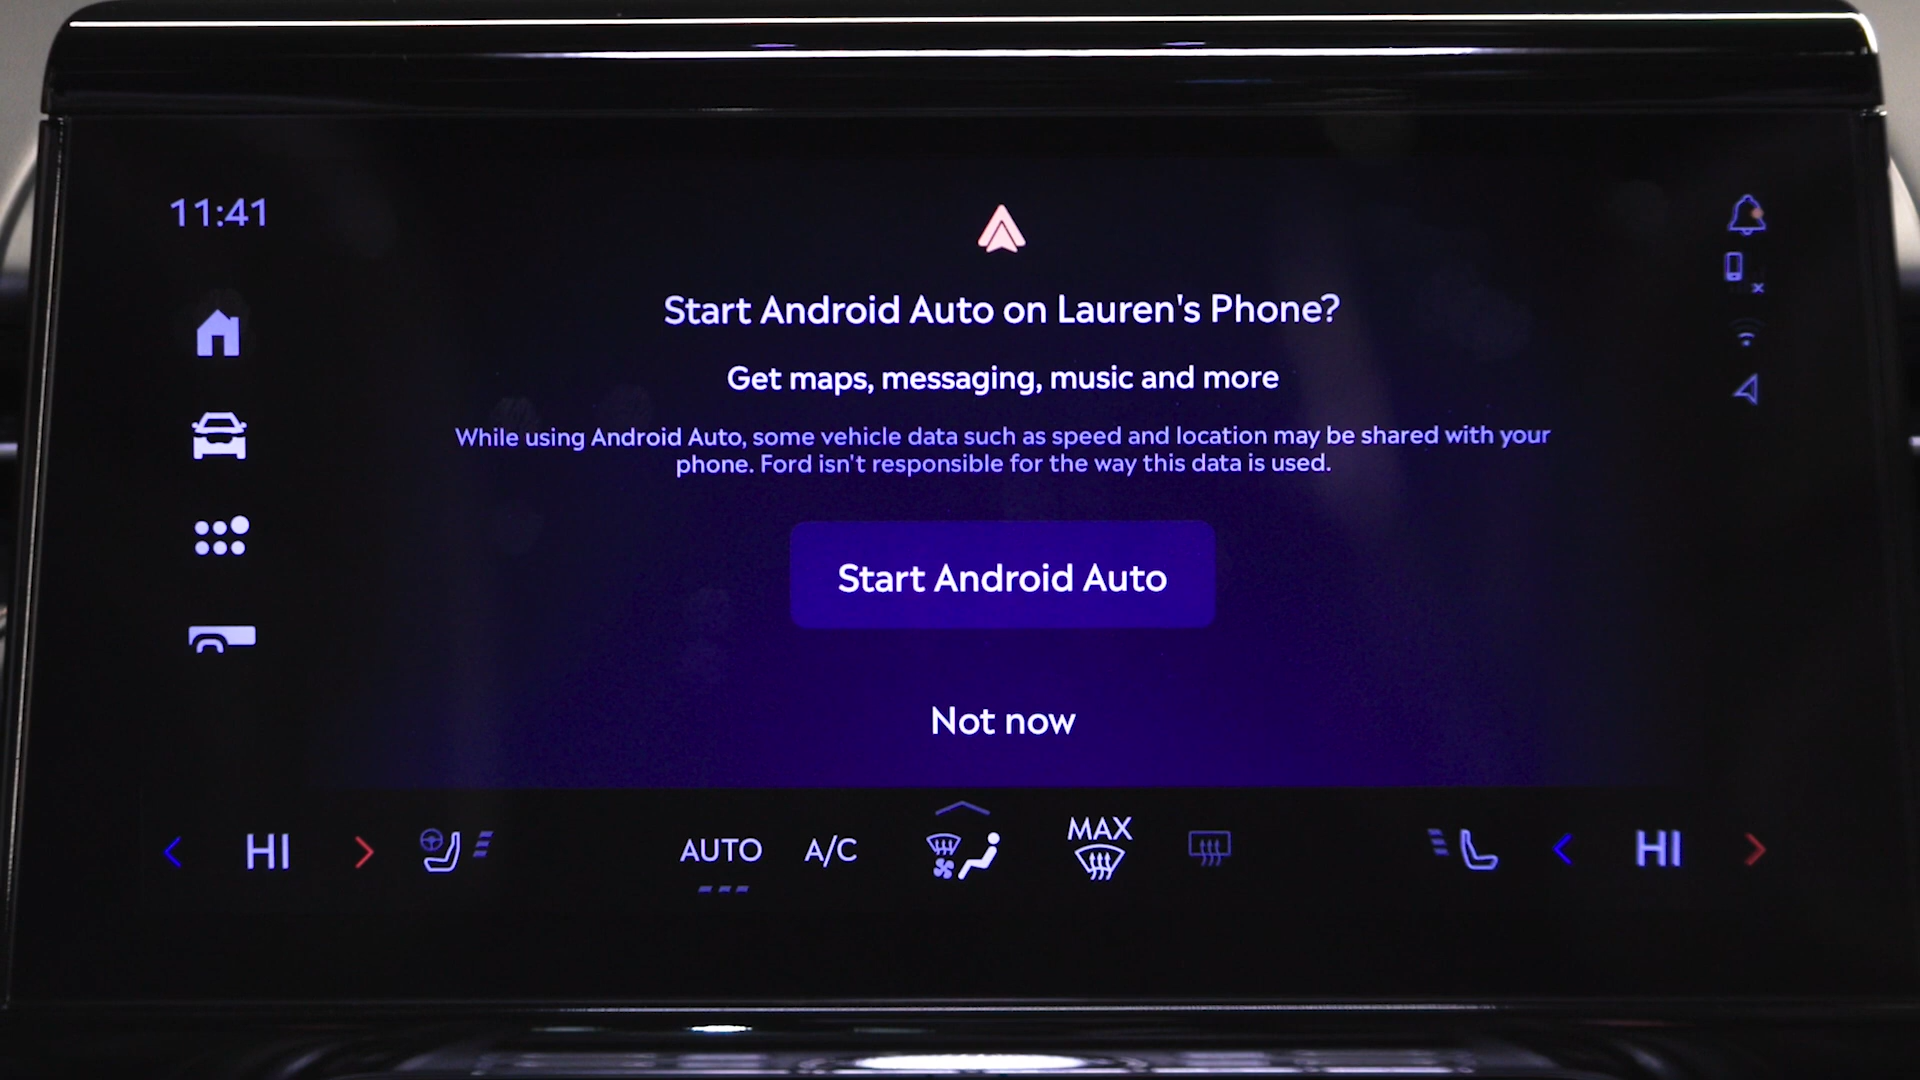 11:41
Start Android Auto on Lauren's Phone?
Get maps, messaging, music and more
While using Android Auto, some vehicle data such as speed and location may be shared with your
phone. Ford isn't responsible for the way this data is used.
Start Android Auto
Not now
HI
AUTO
A/C
MAX
HI